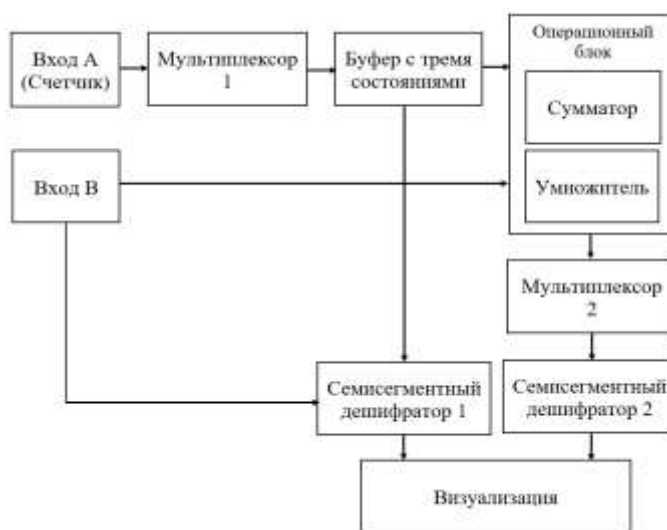 Вход А
(Счетчик)
Мультиплексор
1
Буфер с тремя
состояниями
Операционный
блок
Сумматор
Умножитель
Вход В
Мультиплексор
2
Семисегментный
дешифратор 1
Семисегментный
дешифратор 2
Визуализация